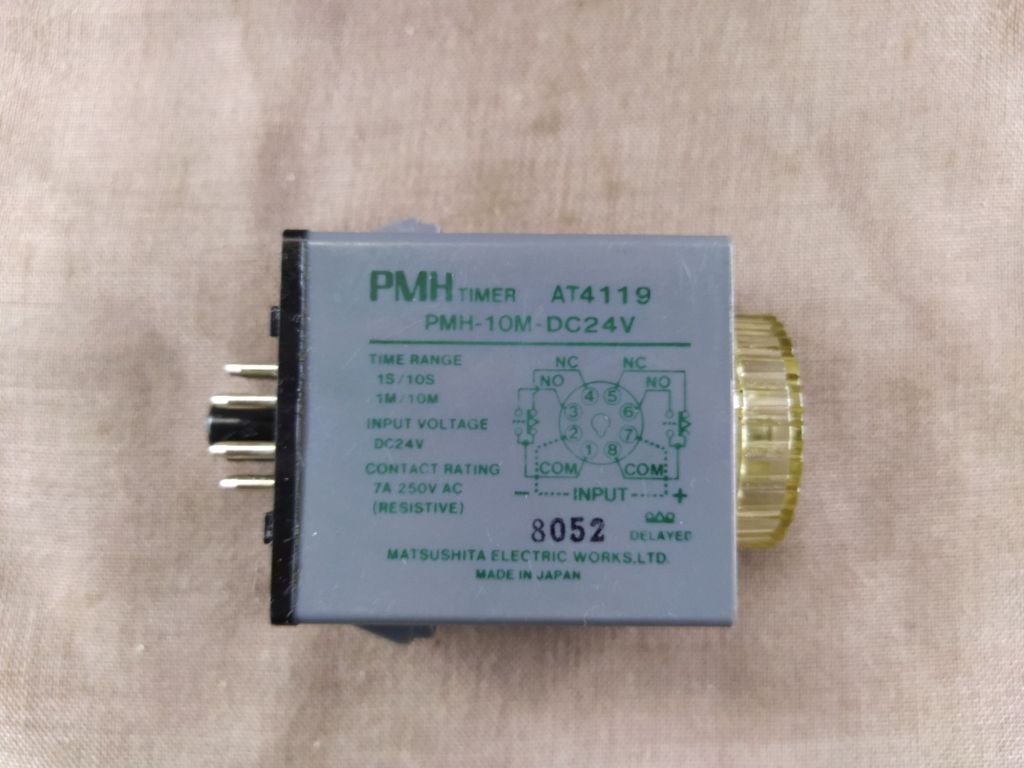 PMH TIMER AT4119
PMH-10M-DC24V
TIME RANGE
1S/10S
1M/10M
INPUT VOLTAGE
DC24V
CONTACT RATING
7A 250V AC
(RESISTIVE)
NC NC
NO NO
4 5
3 6
2 7
1 8
COM COM
- INPUT +
8052
DELAYED
MATSUSHITA ELECTRIC WORKS,LTD.
MADE IN JAPAN